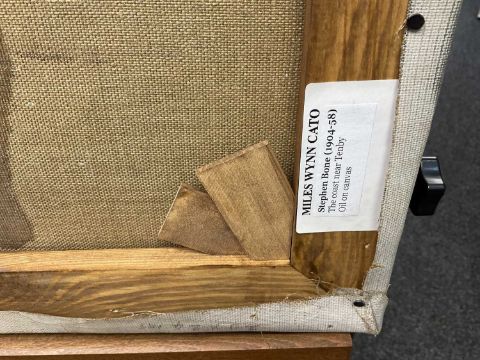 MILES WYNN CATO
Stephen Bone (1904-58)
The coast near Tenby
Oil on canvas